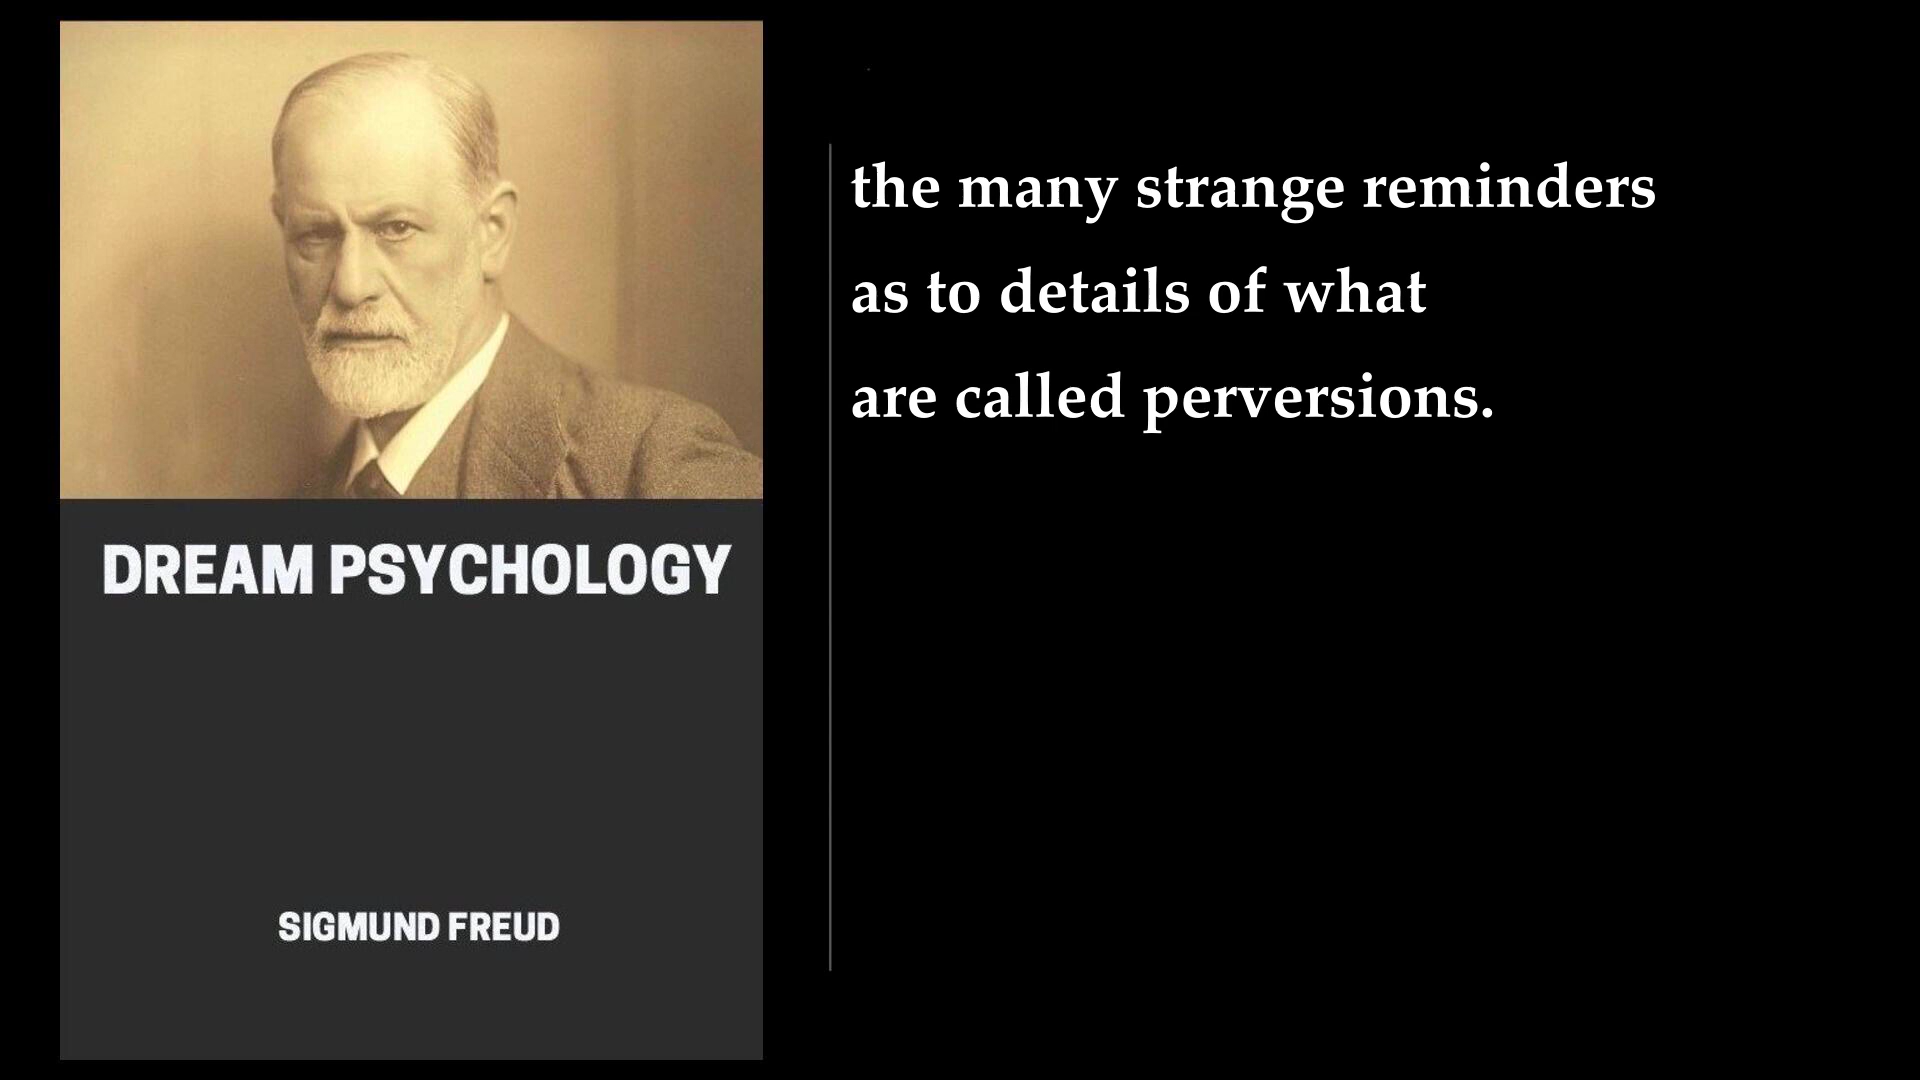 DREAM PSYCHOLOGY
SIGMUND FREUD
the many strange reminders
as to details of what
are called perversions.